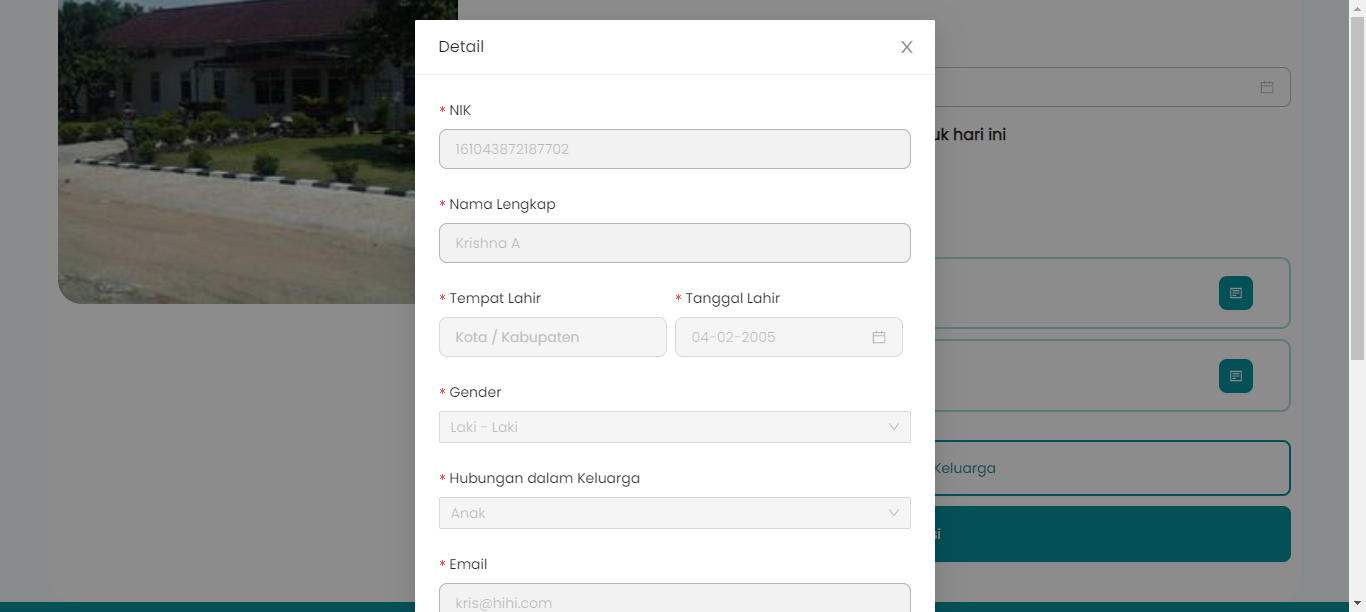 Detail
* NIK
161043872187702
uk hari ini
* Nama Lengkap
Krishna A
* Tempat Lahir * Tanggal Lahir
Kota / Kabupaten 04-02-2005
* Gender
Laki - Laki
* Hubungan dalam Keluarga
Keluarga
Anak
si
* Email
kris@hihi.com